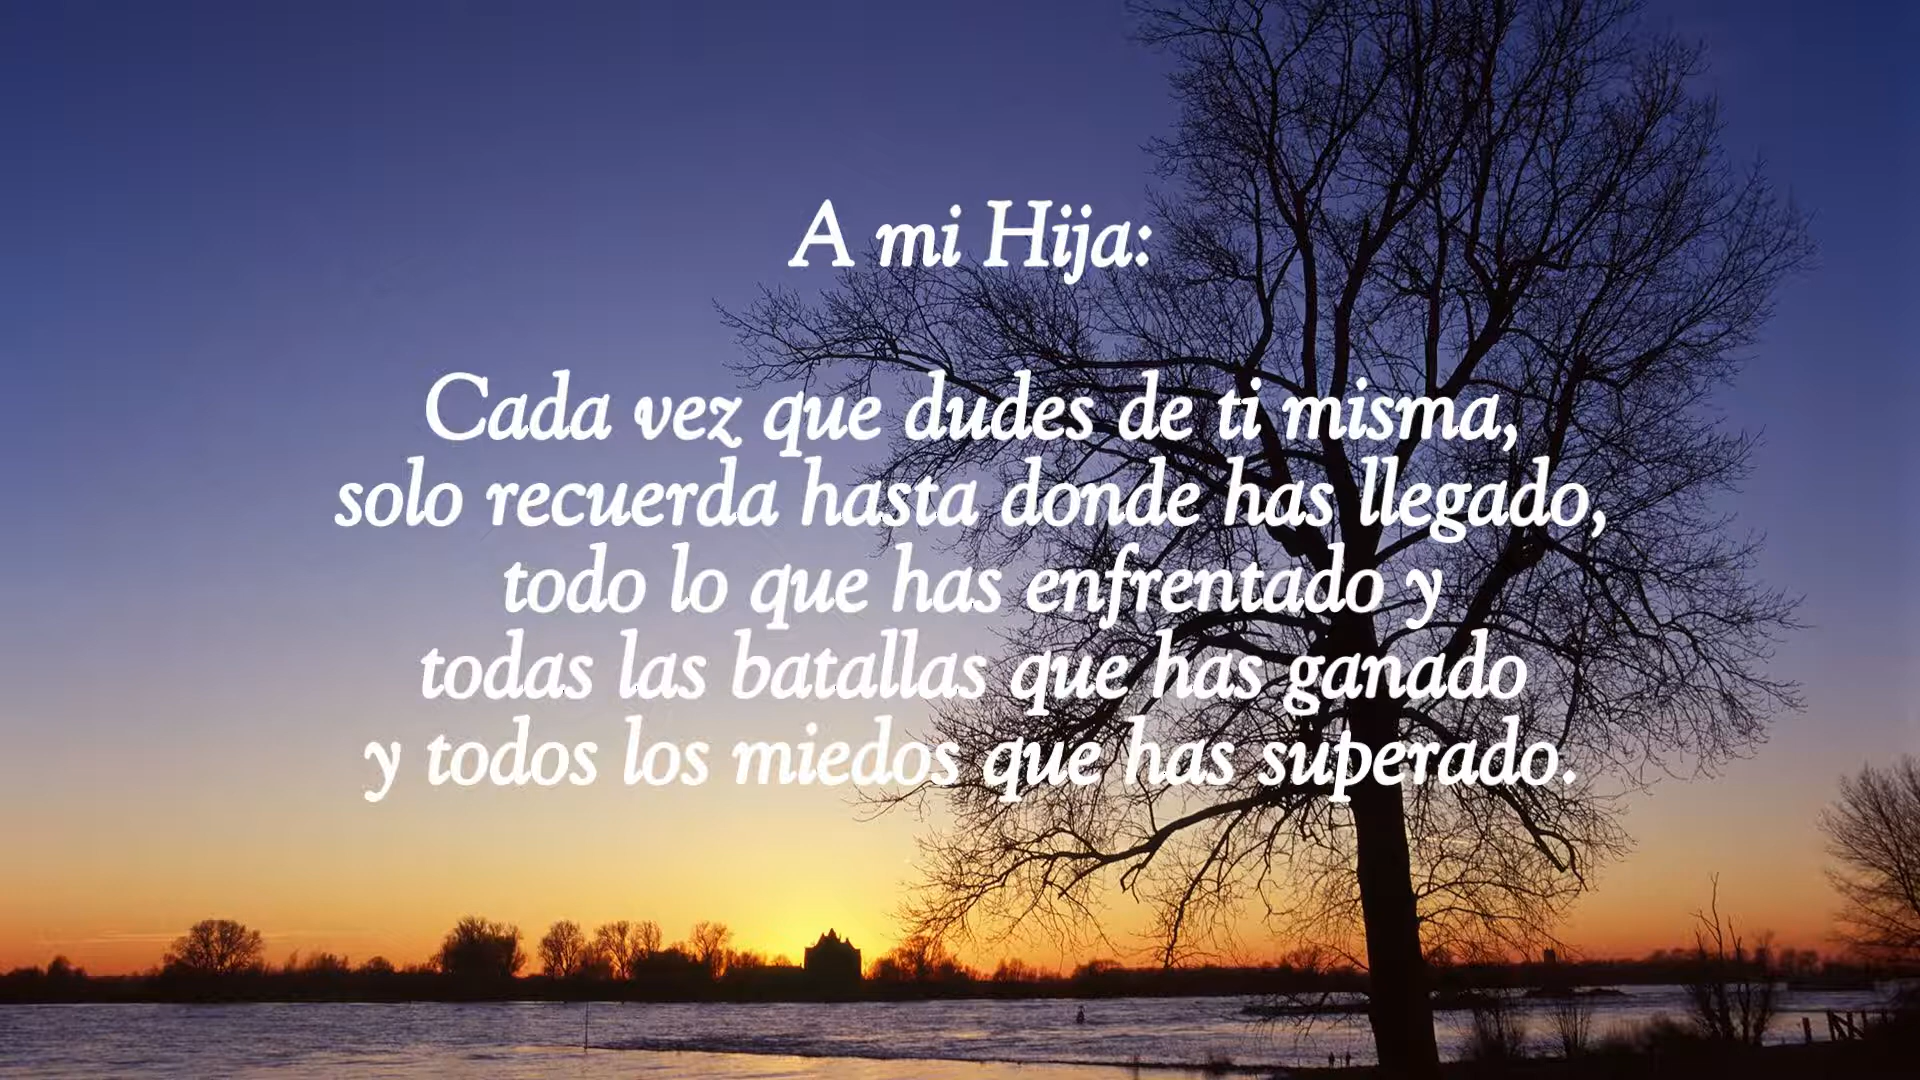 A mi Hija:
Cada vez que dudes de ti misma,
solo recuerda hasta donde has llegado,
todo lo que has enfrentado y
todas las batallas que has ganado
y todos los miedos que has superado.